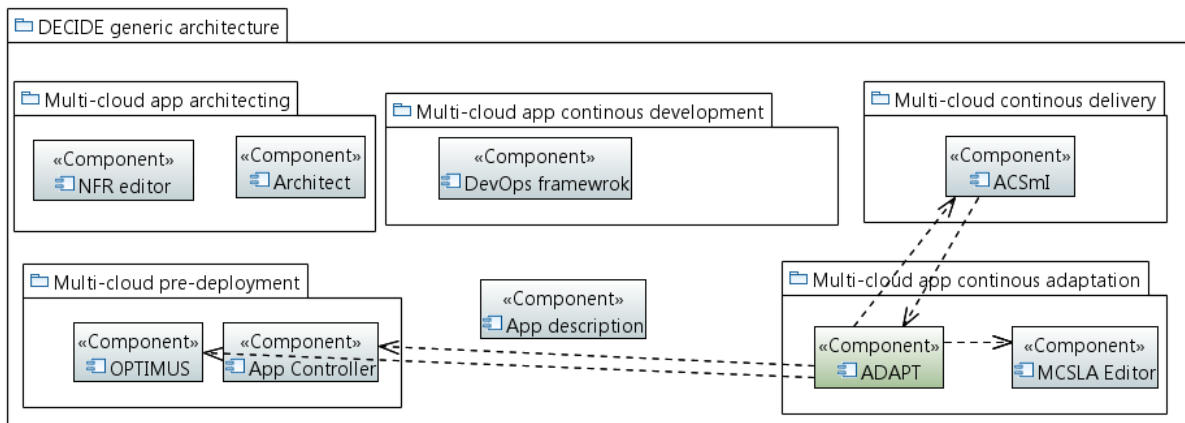 DECIDE generic architecture
Multi-cloud app architecting
«Component»
NFR editor
«Component»
Architect
Multi-cloud app continous development
«Component»
DevOps framewrok
Multi-cloud continous delivery
«Component»
ACSmI
Multi-cloud pre-deployment
«Component»
OPTIMUS
«Component»
App Controller
«Component»
App description
Multi-cloud app continous adaptation
«Component»
ADAPT
«Component»
MCSLA Editor